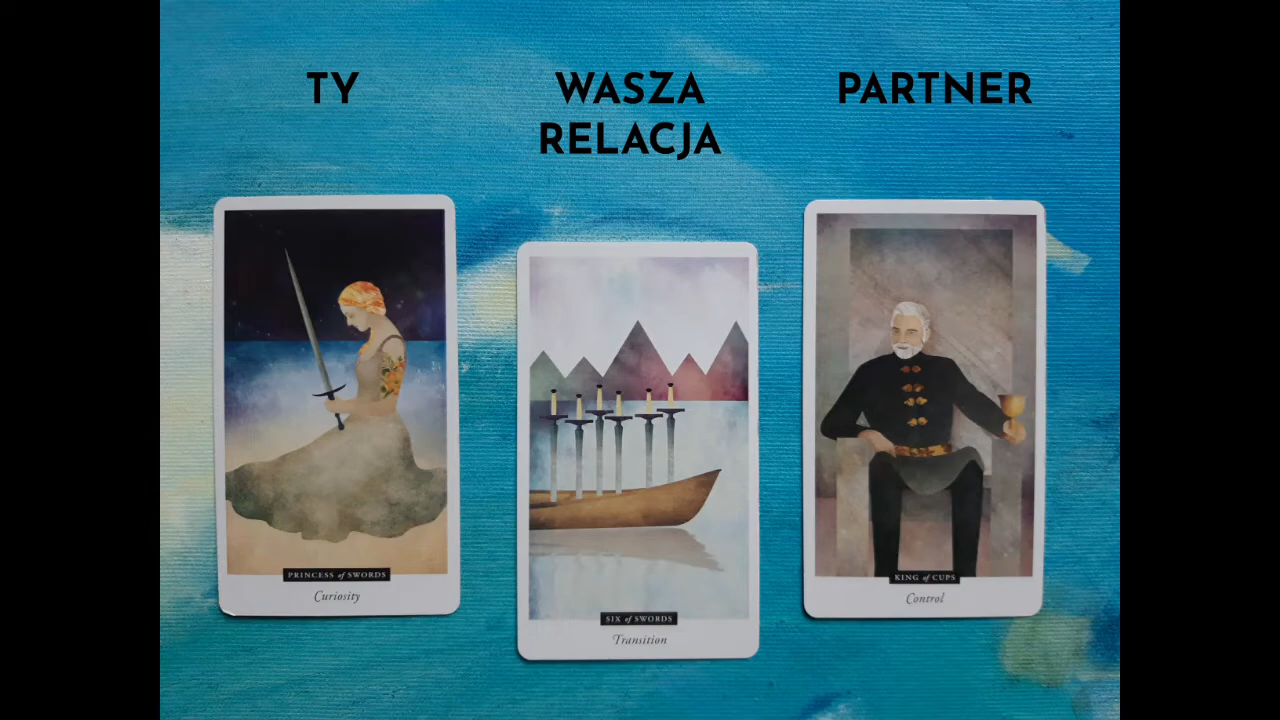 TY
WASZA
RELACJA
PARTNER
PRINCESS of SWORDS
Curiosity
SIX of SWORDS
Transition
KING of CUPS
Control